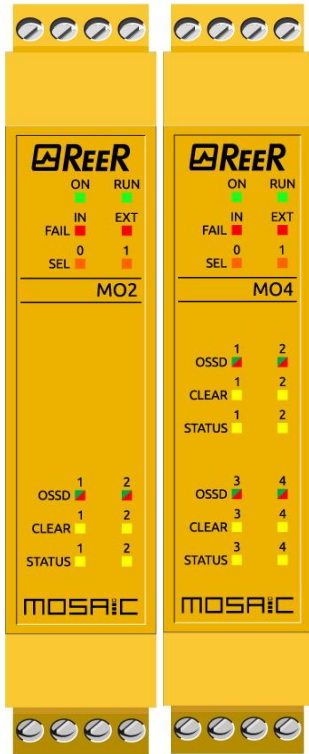 REER
ON RUN
IN EXT
FAIL
0 1
SEL
MO2
1 2
OSSD
1 2
CLEAR
1 2
STATUS
MOSAIC
REER
ON RUN
IN EXT
FAIL
0 1
SEL
MO4
1 2
OSSD
1 2
CLEAR
1 2
STATUS
3 4
OSSD
3 4
CLEAR
3 4
STATUS
MOSAIC